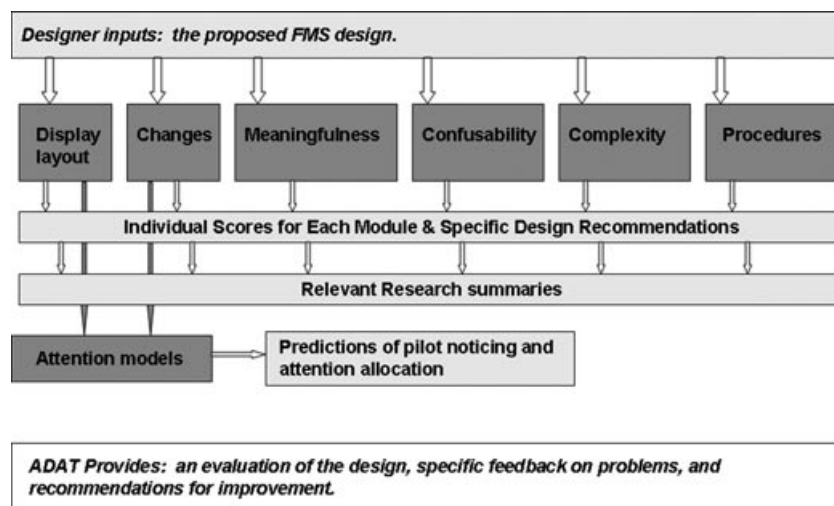 Designer inputs: the proposed FMS design.
Display layout
Changes
Meaningfulness
Confusability
Complexity
Procedures
Individual Scores for Each Module & Specific Design Recommendations
Relevant Research summaries
Attention models
Predictions of pilot noticing and
attention allocation
ADAT Provides: an evaluation of the design, specific feedback on problems, and
recommendations for improvement.